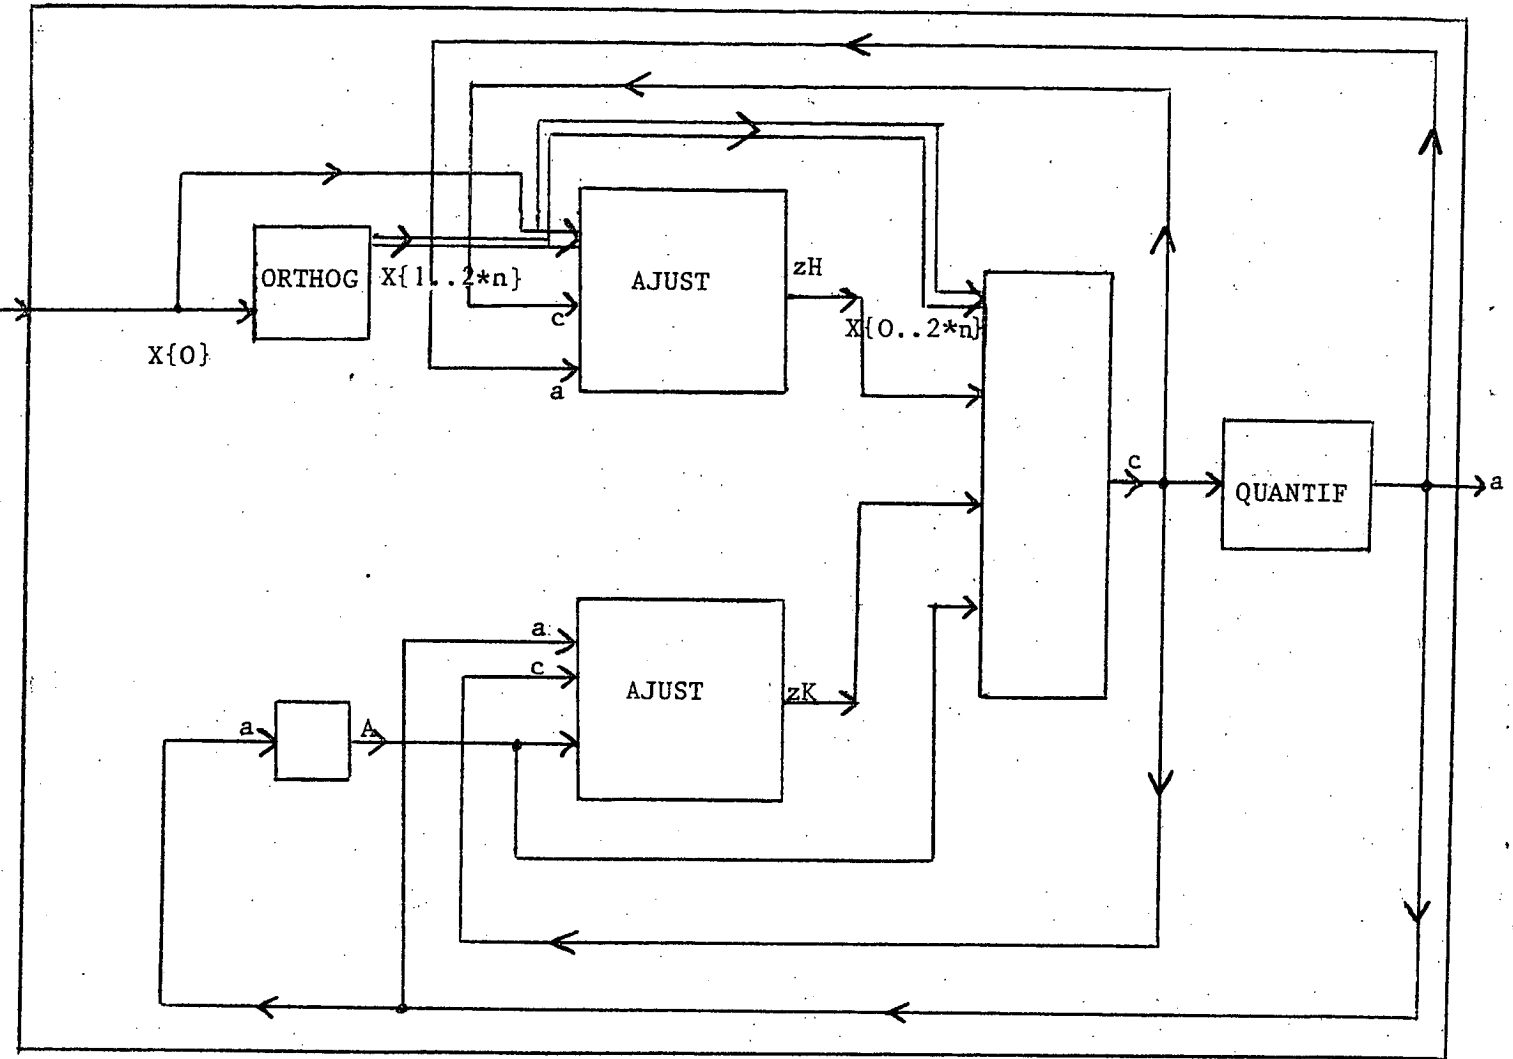 zH
ORTHOG
X{1..2*n}
AJUST
c
X{0..2*n}
X{0}
a
c
QUANTIF
a
a
c
AJUST
zK
a
A